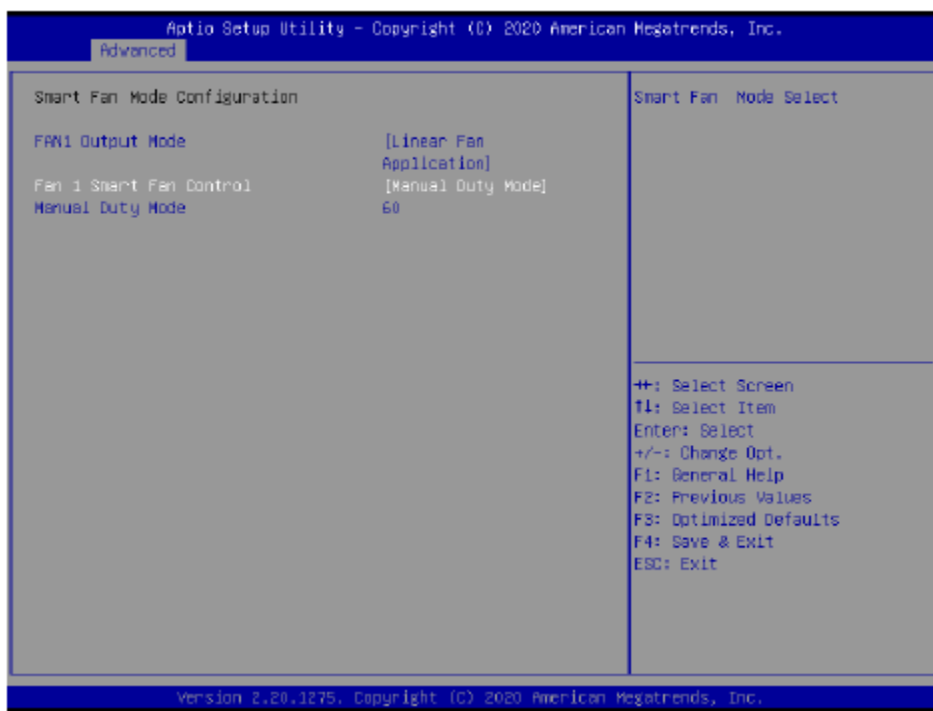 Aptio Setup Utility - Copyright (C) 2020 American Megatrends, Inc.
Advanced
Smart Fan Mode Configuration
FAN1 Output Mode [Linear Fan
Application]
Fan 1 Smart Fan Control [Manual Duty Mode]
Manual Duty Mode 60
Smart Fan Mode Select
↔: Select Screen
↑↓: Select Item
Enter: Select
+/-: Change Opt.
F1: General Help
F2: Previous Values
F3: Optimized Defaults
F4: Save & Exit
ESC: Exit
Version 2.20.1275. Copyright (C) 2020 American Megatrends, Inc.